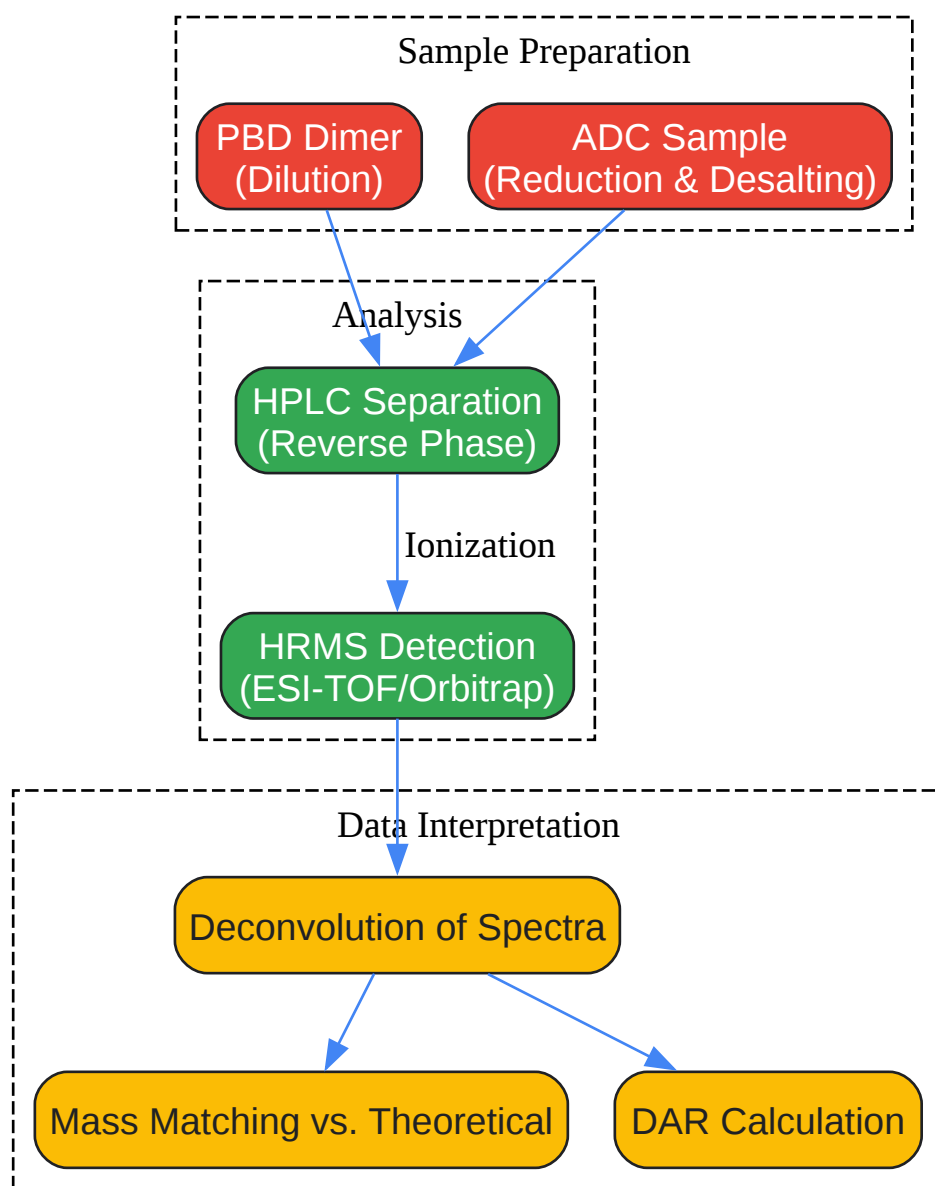 Sample Preparation
PBD Dimer
(Dilution)
ADC Sample
(Reduction & Desalting)
Analysis
HPLC Separation
(Reverse Phase)
Ionization
HRMS Detection
(ESI-TOF/Orbitrap)
Data Interpretation
Deconvolution of Spectra
Mass Matching vs. Theoretical
DAR Calculation